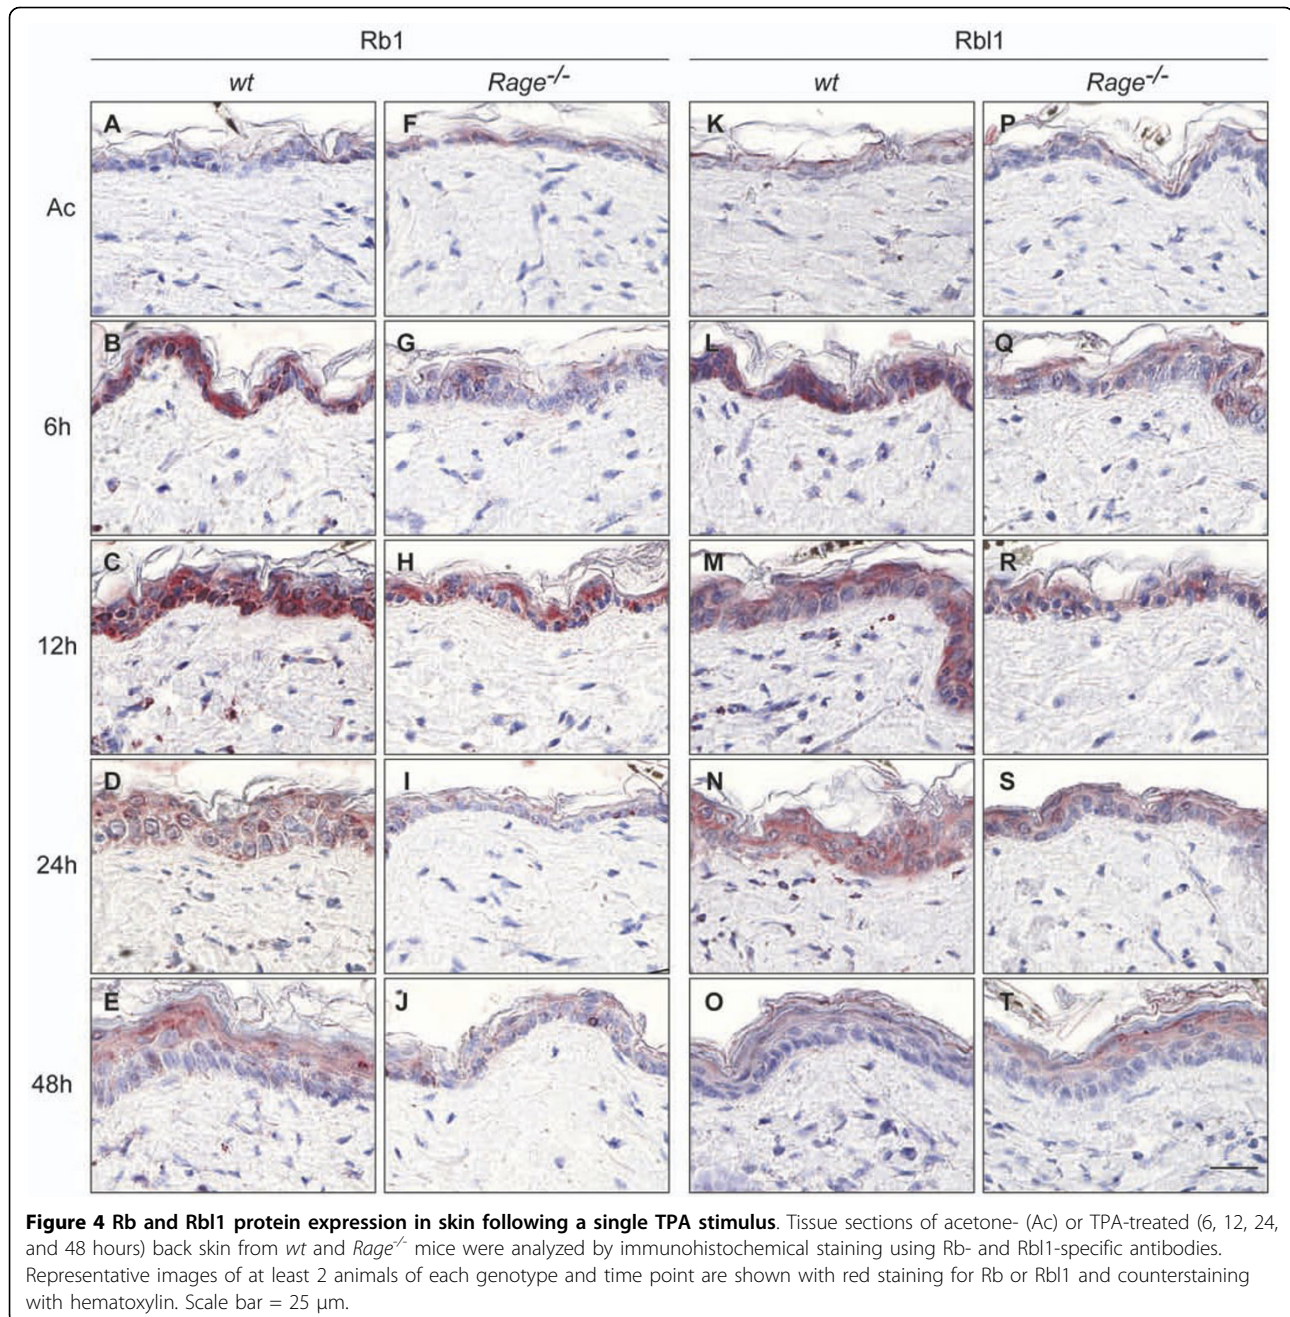 Rb1 Rbl1
wt Rage-/- wt Rage-/-
Ac A F K P
6h B G L Q
12h C H M R
24h D I N S
48h E J O T
Figure 4 Rb and Rbl1 protein expression in skin following a single TPA stimulus. Tissue sections of acetone- (Ac) or TPA-treated (6, 12, 24,
and 48 hours) back skin from wt and Rage-/- mice were analyzed by immunohistochemical staining using Rb- and Rbl1-specific antibodies.
Representative images of at least 2 animals of each genotype and time point are shown with red staining for Rb or Rbl1 and counterstaining
with hematoxylin. Scale bar = 25 μm.